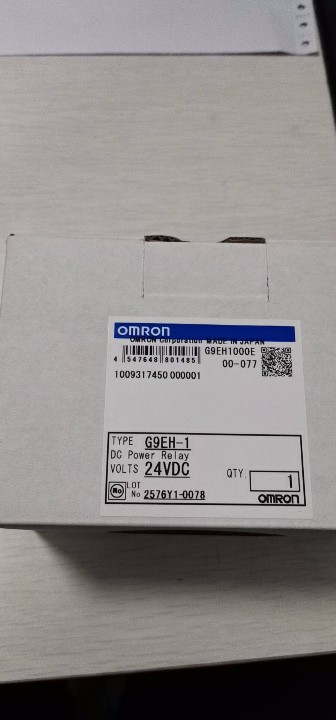 OMRON
OMRON Corporation MADE IN JAPAN
G9EH1000E
4 547648 801485
00-077
1009317450 000001
TYPE G9EH-1
DC Power Relay
VOLTS 24VDC
QTY. 1
LOT
No 2576Y1-0078
OMRON